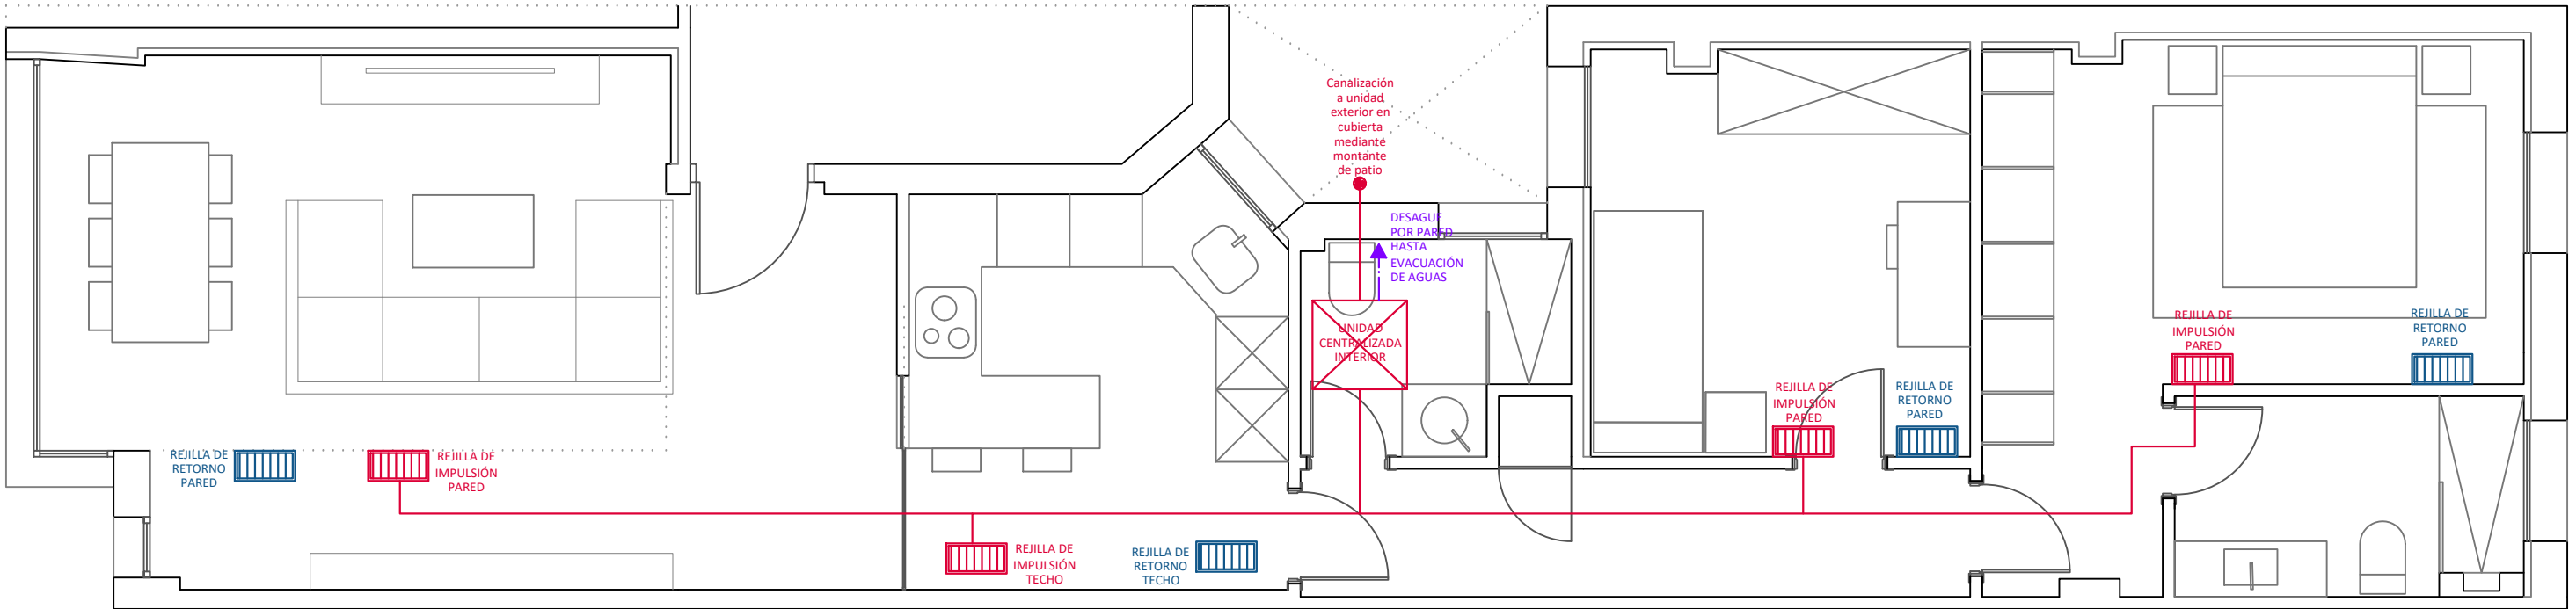 Canalización
a unidad
exterior en
cubierta
mediante
montante
de patio
DESAGUE
POR PARED
HASTA
EVACUACIÓN
DE AGUAS
UNIDAD
CENTRALIZADA
INTERIOR
REJILLA DE
IMPULSIÓN
PARED
REJILLA DE
RETORNO
PARED
REJILLA DE
IMPULSIÓN
PARED
REJILLA DE
RETORNO
PARED
REJILLA DE
RETORNO
PARED
REJILLA DE
IMPULSIÓN
PARED
REJILLA DE
IMPULSIÓN
TECHO
REJILLA DE
RETORNO
TECHO